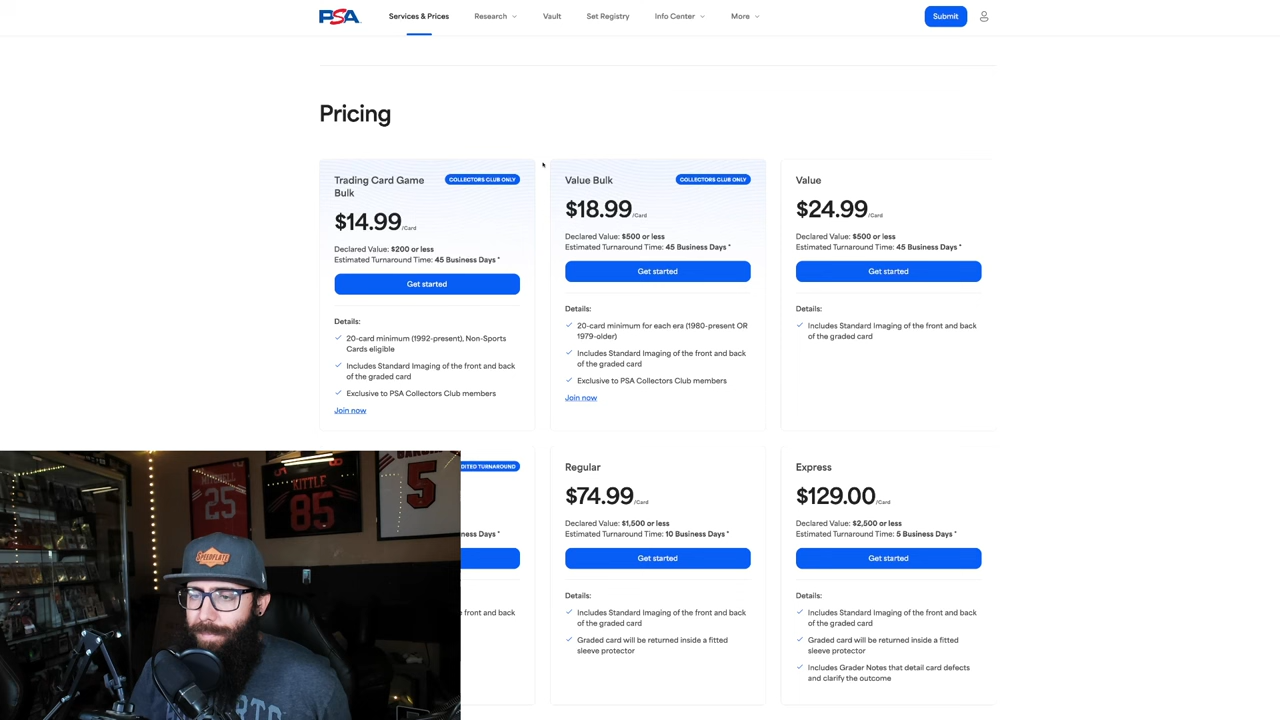 PSA
Services & Prices
Research
Vault
Set Registry
Info Center
More
Submit
Pricing
Trading Card Game
Bulk
COLLECTORS CLUB ONLY
$14.99 /Card
Declared Value: $200 or less
Estimated Turnaround Time: 45 Business Days *
Get started
Details:
20-card minimum (1992-present), Non-Sports
Cards eligible
Includes Standard Imaging of the front and back
of the graded card
Exclusive to PSA Collectors Club members
Join now
Value Bulk
COLLECTORS CLUB ONLY
$18.99 /Card
Declared Value: $500 or less
Estimated Turnaround Time: 45 Business Days *
Get started
Details:
20-card minimum for each era (1980-present OR
1979-older)
Includes Standard Imaging of the front and back
of the graded card
Exclusive to PSA Collectors Club members
Join now
Value
$24.99 /Card
Declared Value: $500 or less
Estimated Turnaround Time: 45 Business Days *
Get started
Details:
Includes Standard Imaging of the front and back
of the graded card
DITED TURNAROUND
ness Days *
front and back
Regular
$74.99 /Card
Declared Value: $1,500 or less
Estimated Turnaround Time: 10 Business Days *
Get started
Details:
Includes Standard Imaging of the front and back
of the graded card
Graded card will be returned inside a fitted
sleeve protector
Express
$129.00 /Card
Declared Value: $2,500 or less
Estimated Turnaround Time: 5 Business Days *
Get started
Details:
Includes Standard Imaging of the front and back
of the graded card
Graded card will be returned inside a fitted
sleeve protector
Includes Grader Notes that detail card defects
and clarify the outcome
25
KITTLE
85
5